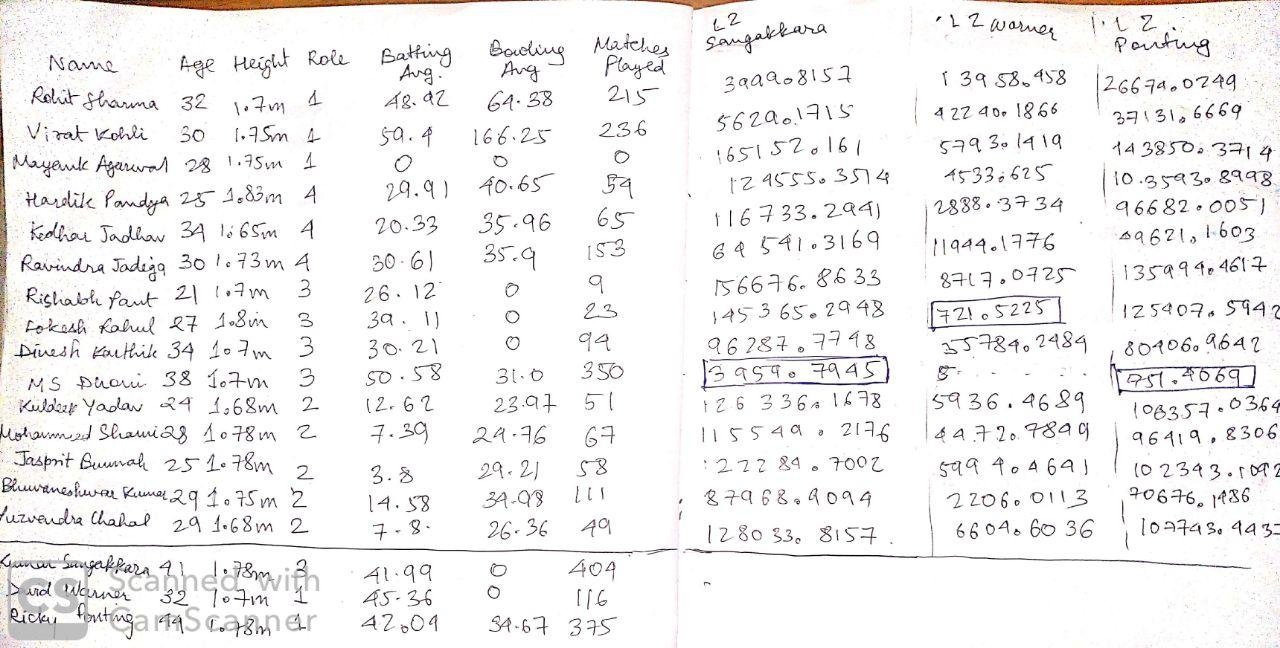 Name Age Height Role Batting Avg. Bowling Avg Matches Played L2 Sangakkara L2 Warner L2 Ponting
Rohit Sharma 32 1.7m 1 48.92 64.38 215 39990.8157 13958.458 26674.0249
Virat Kohli 30 1.75m 1 59.4 166.25 236 5629.1715 42240.1866 37131.6669
Mayank Agarwal 28 1.75m 1 0 0 0 165152.161 5793.1419 143850.3714
Hardik Pandya 25 1.83m 4 29.91 40.65 54 124555.3514 4533.625 10.3593.8998
Kedhar Jadhav 34 1.65m 4 20.33 35.96 65 116733.2941 2888.3734 96682.0051
Ravindra Jadeja 30 1.73m 4 30.61 35.9 153 64541.3169 11944.1776 49621.1603
Rishabh Pant 21 1.7m 3 26.12 0 9 156676.8633 8717.0725 135994.4617
Lokesh Rahul 27 1.8m 3 39.11 0 23 145365.2948 721.5225 125407.5942
Dinesh Karthik 34 1.7m 3 30.21 0 94 96287.7748 35784.2484 80406.9642
MS Dhoni 38 1.7m 3 50.58 31.0 350 3959.7945 751.4069
Kuldeep Yadav 24 1.68m 2 12.62 23.97 51 126336.1678 5936.4689 108357.0364
Mohammed Shami 28 1.78m 2 7.39 24.76 67 115549.2176 4472.7849 96419.8306
Jasprit Bumrah 25 1.78m 2 3.8 29.21 58 122284.7002 5994.4641 102343.1092
Bhuvaneshwar Kumar 29 1.75m 2 14.58 34.98 111 87968.9094 2206.0113 70676.1486
Yuzvendra Chahal 29 1.68m 2 7.8 26.36 49 128033.8157 6604.6036 107743.443
Kumar Sangakkara 41 1.78m 3 41.99 0 404
David Warner 32 1.7m 1 45.36 0 116
Ricky Ponting 44 1.78m 1 42.04 34.67 375
CS Scanned with
CamScanner